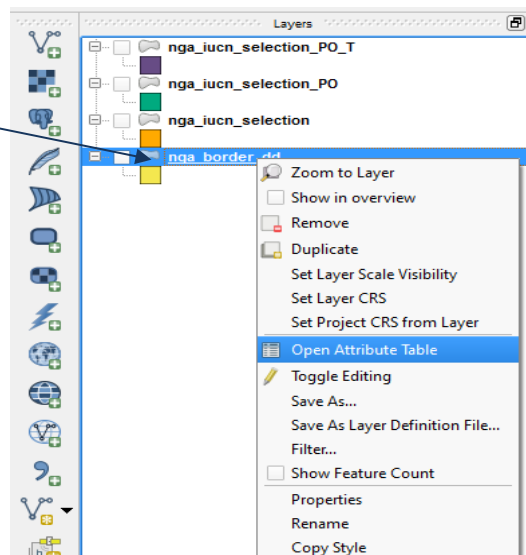 Layers
nga_iucn_selection_PO_T
nga_iucn_selection_PO
nga_iucn_selection
nga_border_dd
Zoom to Layer
Show in overview
Remove
Duplicate
Set Layer Scale Visibility
Set Layer CRS
Set Project CRS from Layer
Open Attribute Table
Toggle Editing
Save As...
Save As Layer Definition File...
Filter...
Show Feature Count
Properties
Rename
Copy Style